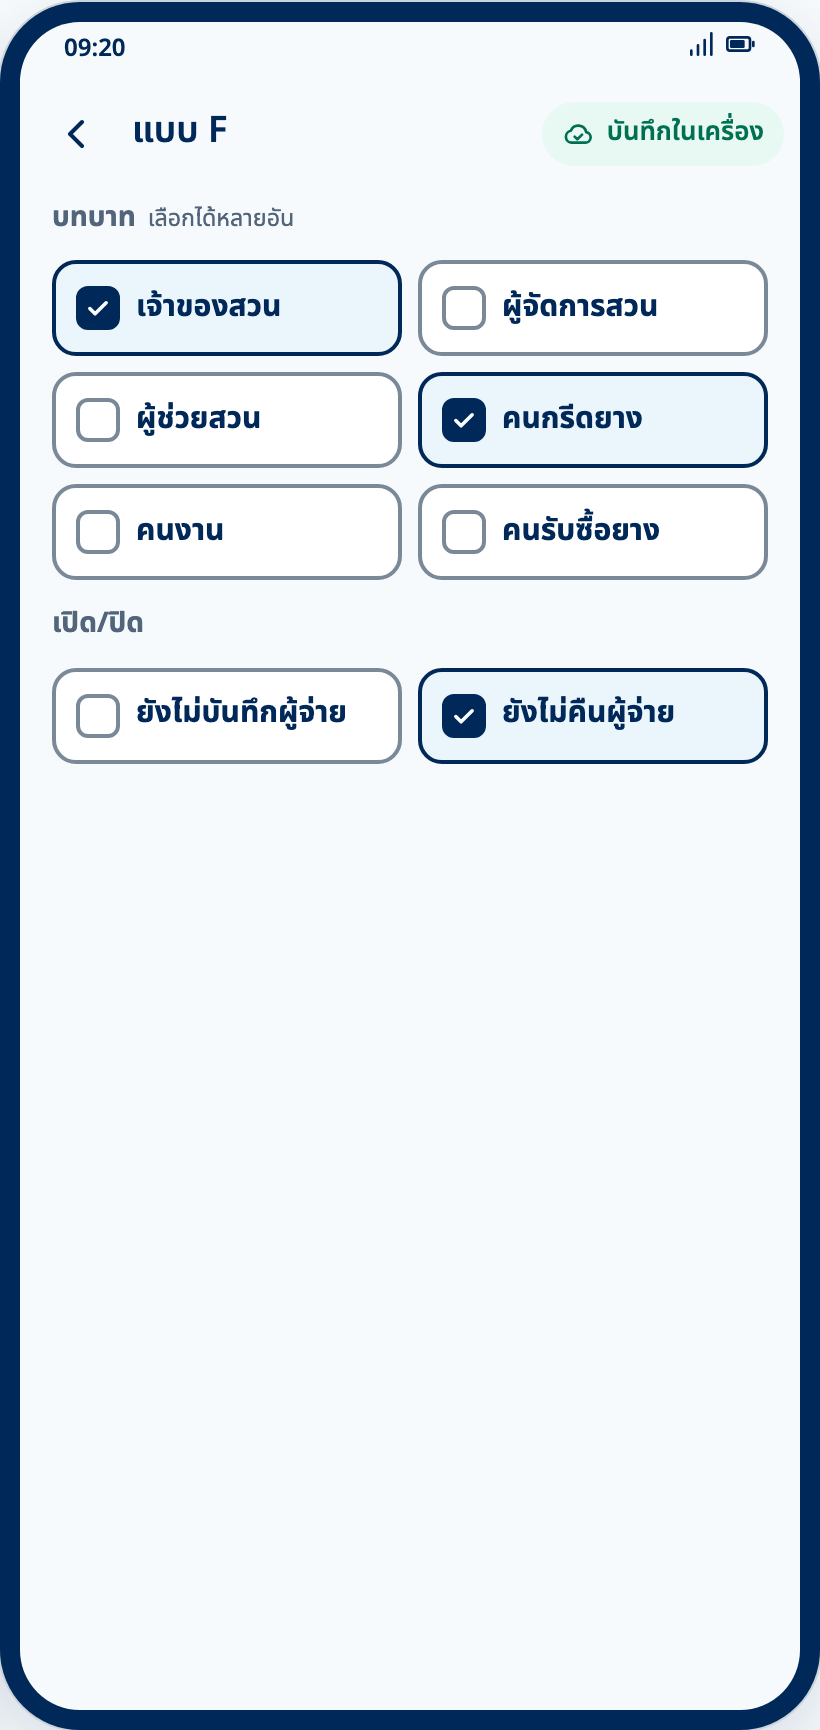 09:20
แบบ F
บันทึกในเครื่อง
บทบาท เลือกได้หลายอัน
เจ้าของสวน
ผู้จัดการสวน
ผู้ช่วยสวน
คนกรีดยาง
คนงาน
คนรับซื้อยาง
เปิด/ปิด
ยังไม่บันทึกผู้จ่าย
ยังไม่คืนผู้จ่าย